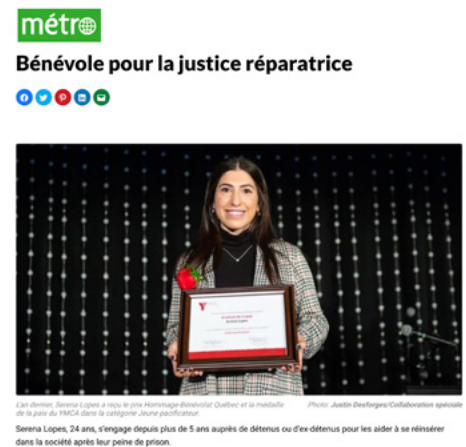 métro
Bénévole pour la justice réparatrice
L'an dernier, Serena Lopes a reçu le prix Hommage-Bénévolat Québec et la médaille
de la paix du YMCA dans la catégorie Jeune pacificateur.
Photo: Justin Desforges/Collaboration spéciale
Serena Lopes, 24 ans, s'engage depuis plus de 5 ans auprès de détenus ou d'ex-détenus pour les aider à se réinsérer
dans la société après leur peine de prison.